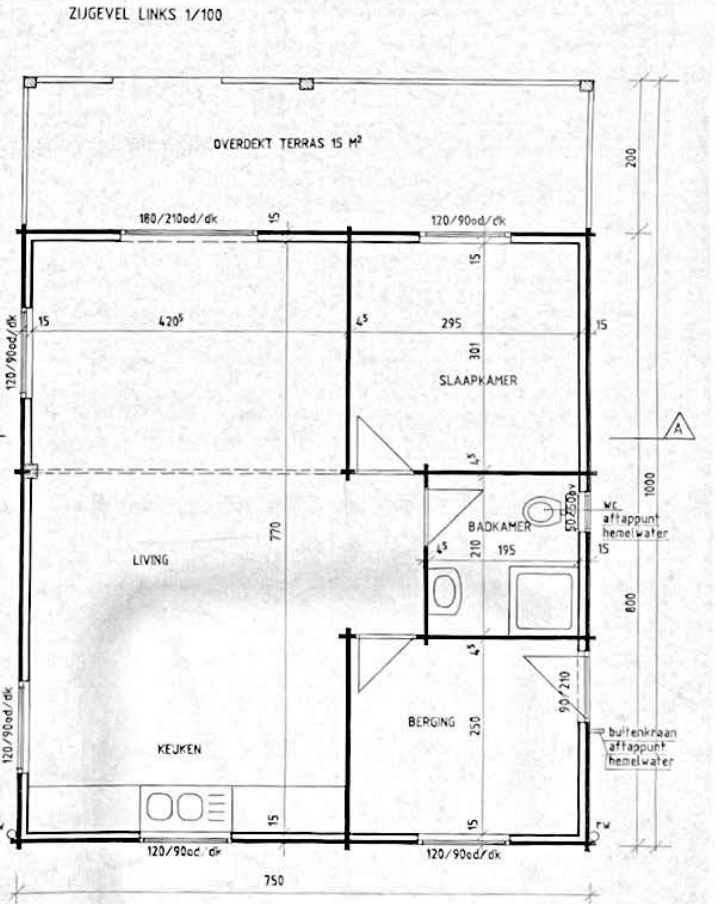 ZIJGEVEL LINKS 1/100
OVERDEKT TERRAS 15 M²
200
180/210od/dk
15
120/90od/dk
15
120/90od/dk
15
420⁵
4⁵
295
15
301
SLAAPKAMER
A
4⁵
1000
BADKAMER
wc
aftappunt
hemelwater
770
210
4⁵
195
15
LIVING
800
4⁵
120/90od/dk
90/210
BERGING
250
buitenkraan
aftappunt
hemelwater
KEUKEN
15
15
120/90od/dk
120/90od/dk
750